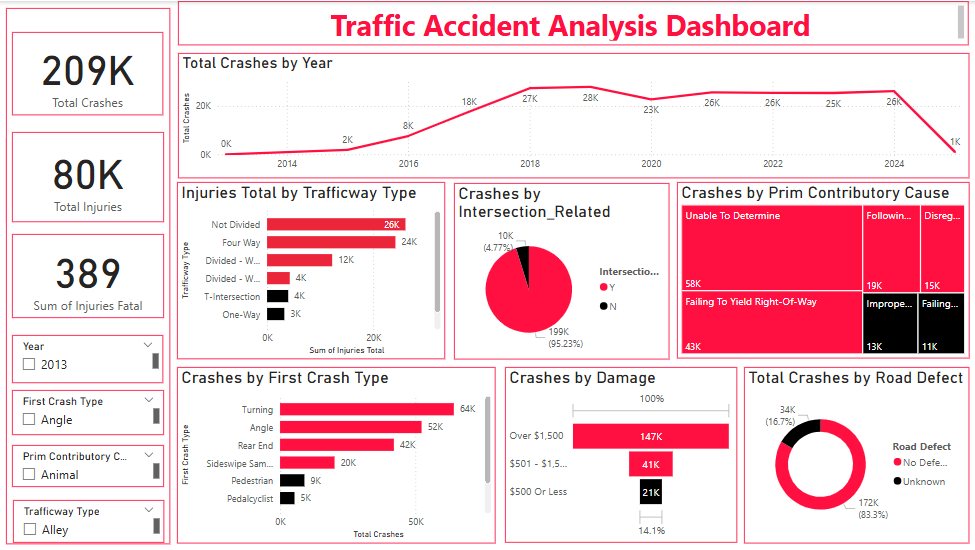 Traffic Accident Analysis Dashboard
209K
Total Crashes
80K
Total Injuries
389
Sum of Injuries Fatal
Year
2013
First Crash Type
Angle
Prim Contributory C...
Animal
Trafficway Type
Alley
Total Crashes by Year
Total Crashes
20K
0K
0K
2K
8K
18K
27K
28K
23K
26K
26K
25K
26K
1K
2014
2016
2018
2020
2022
2024
Injuries Total by Trafficway Type
Trafficway Type
Not Divided
26K
Four Way
24K
Divided - W...
12K
Divided - W...
4K
T-Intersection
4K
One-Way
3K
0K
20K
Sum of Injuries Total
Crashes by
Intersection_Related
10K
(4.77%)
199K
(95.23%)
Intersectio...
Y
N
Crashes by Prim Contributory Cause
Unable To Determine
58K
Failing To Yield Right-Of-Way
43K
Followin...
19K
Disreg...
15K
Imprope...
13K
Failing...
11K
Crashes by First Crash Type
First Crash Type
Turning
64K
Angle
52K
Rear End
42K
Sideswipe Sam...
20K
Pedestrian
9K
Pedalcyclist
5K
0K
50K
Total Crashes
Crashes by Damage
100%
Over $1,500
147K
$501 - $1,5...
41K
$500 Or Less
21K
14.1%
Total Crashes by Road Defect
34K
(16.7%)
172K
(83.3%)
Road Defect
No Defe...
Unknown